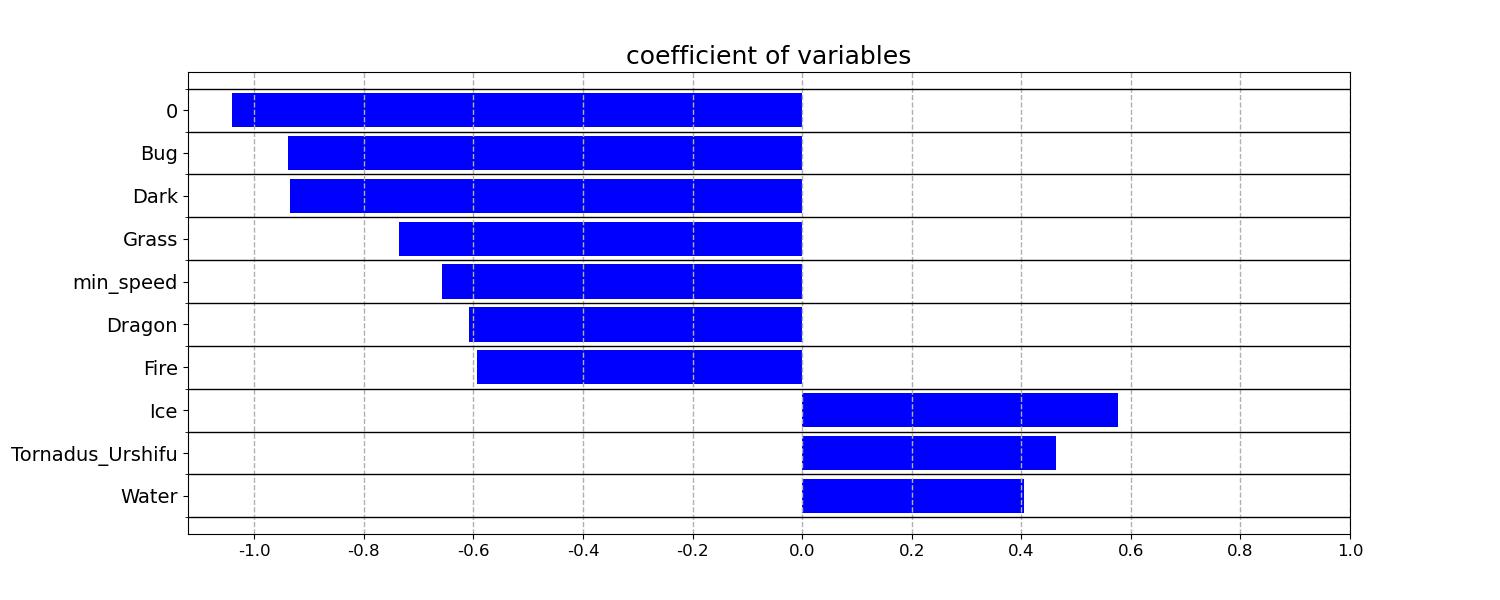 coefficient of variables
0
Bug
Dark
Grass
min_speed
Dragon
Fire
Ice
Tornadus_Urshifu
Water
-1.0 -0.8 -0.6 -0.4 -0.2 0.0 0.2 0.4 0.6 0.8 1.0